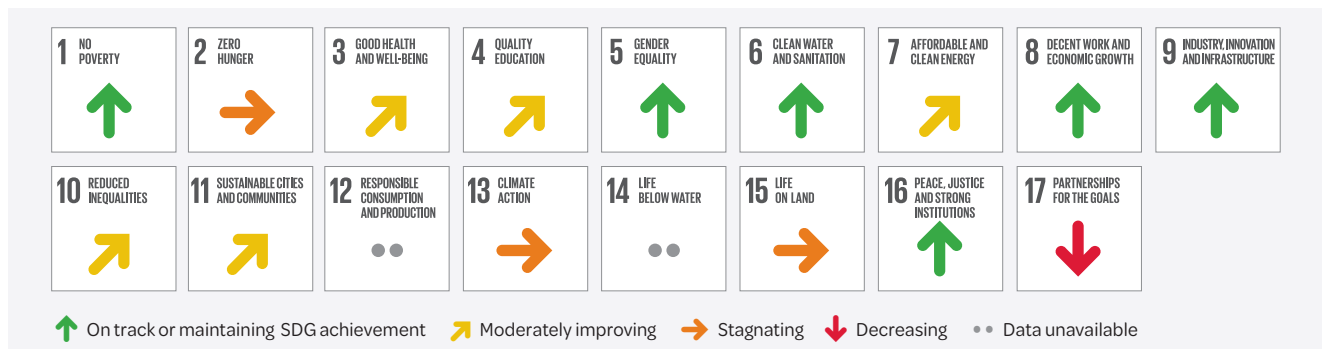 1 NO
POVERTY
2 ZERO
HUNGER
3 GOOD HEALTH
AND WELL-BEING
4 QUALITY
EDUCATION
5 GENDER
EQUALITY
6 CLEAN WATER
AND SANITATION
7 AFFORDABLE AND
CLEAN ENERGY
8 DECENT WORK AND
ECONOMIC GROWTH
9 INDUSTRY, INNOVATION
AND INFRASTRUCTURE
10 REDUCED
INEQUALITIES
11 SUSTAINABLE CITIES
AND COMMUNITIES
12 RESPONSIBLE
CONSUMPTION
AND PRODUCTION
13 CLIMATE
ACTION
14 LIFE
BELOW WATER
15 LIFE
ON LAND
16 PEACE, JUSTICE
AND STRONG
INSTITUTIONS
17 PARTNERSHIPS
FOR THE GOALS
On track or maintaining SDG achievement
Moderately improving
Stagnating
Decreasing
Data unavailable